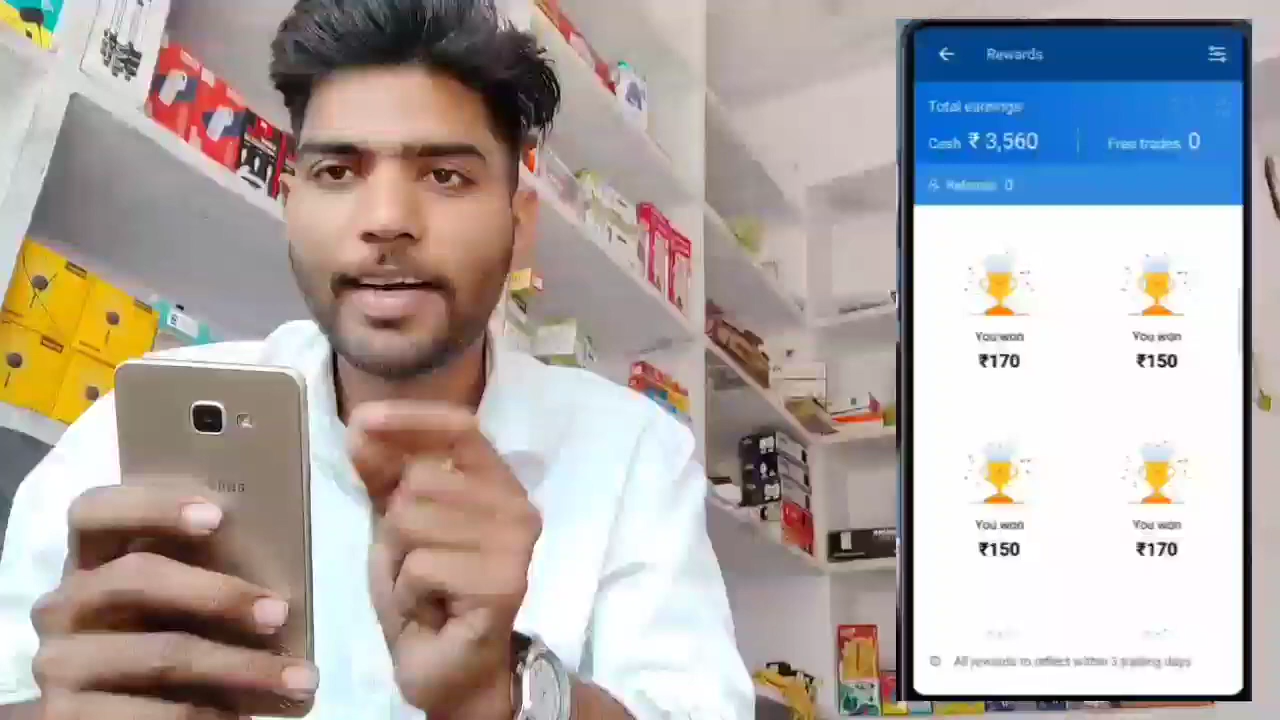 Rewards
Total earnings
Cash ₹ 3,560
Free trades 0
Referrals 0
You won
₹170
You won
₹150
You won
₹150
You won
₹170
All rewards to reflect within 3 trading days